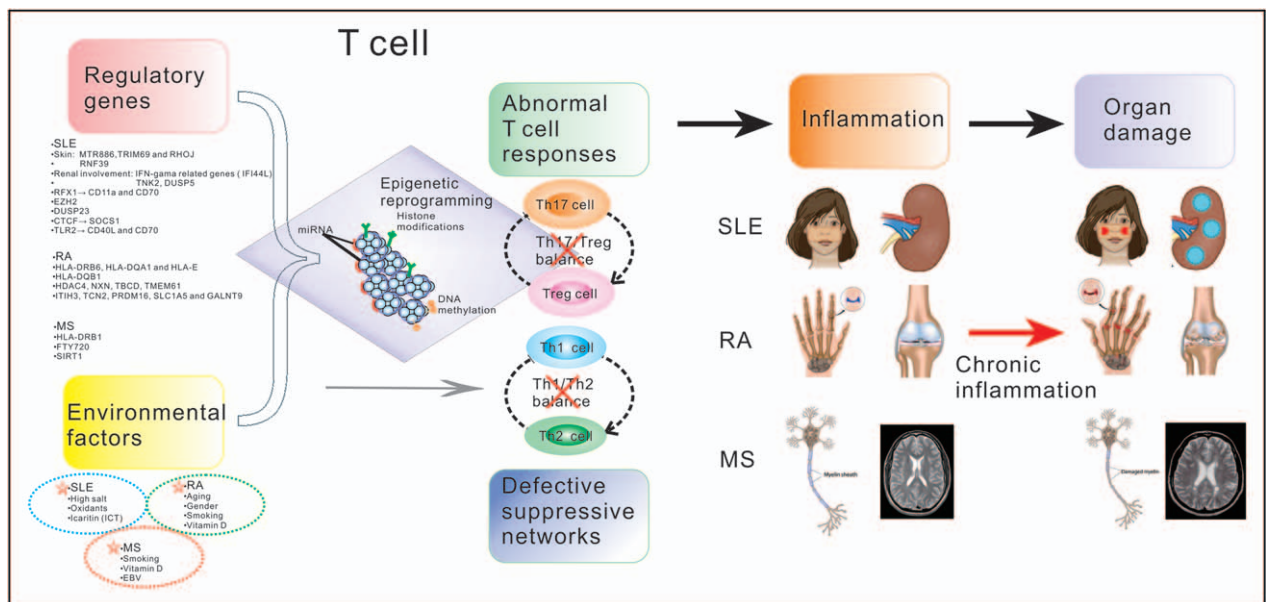 T cell
Regulatory
genes
•SLE
•Skin: MTR886,TRIM69 and RHOJ
• RNF39
•Renal involvement: IFN-gama related genes ( IFI44L)
• TNK2, DUSP5
•RFX1→ CD11a and CD70
•EZH2
•DUSP23
•CTCF→ SOCS1
•TLR2→ CD40L and CD70
•RA
•HLA-DRB6, HLA-DQA1 and HLA-E
•HLA-DQB1
•HDAC4, NXN, TBCD, TMEM61
•ITIH3, TCN2, PRDM16, SLC1A5 and GALNT9
•MS
•HLA-DRB1
•FTY720
•SIRT1
Environmental
factors
•SLE
•High salt
•Oxidants
•Icaritin (ICT)
•RA
•Aging
•Gender
•Smoking
•Vitamin D
•MS
•Smoking
•Vitamin D
•EBV
Epigenetic
reprogramming
Histone
modifications
miRNA
DNA
methylation
Abnormal
T cell
responses
Th17 cell
Th17/Treg
balance
Treg cell
Th1 cell
Th1/Th2
balance
Th2 cell
Defective
suppressive
networks
Inflammation
Organ
damage
SLE
RA
Chronic
inflammation
MS
Myelin sheath
Damaged myelin